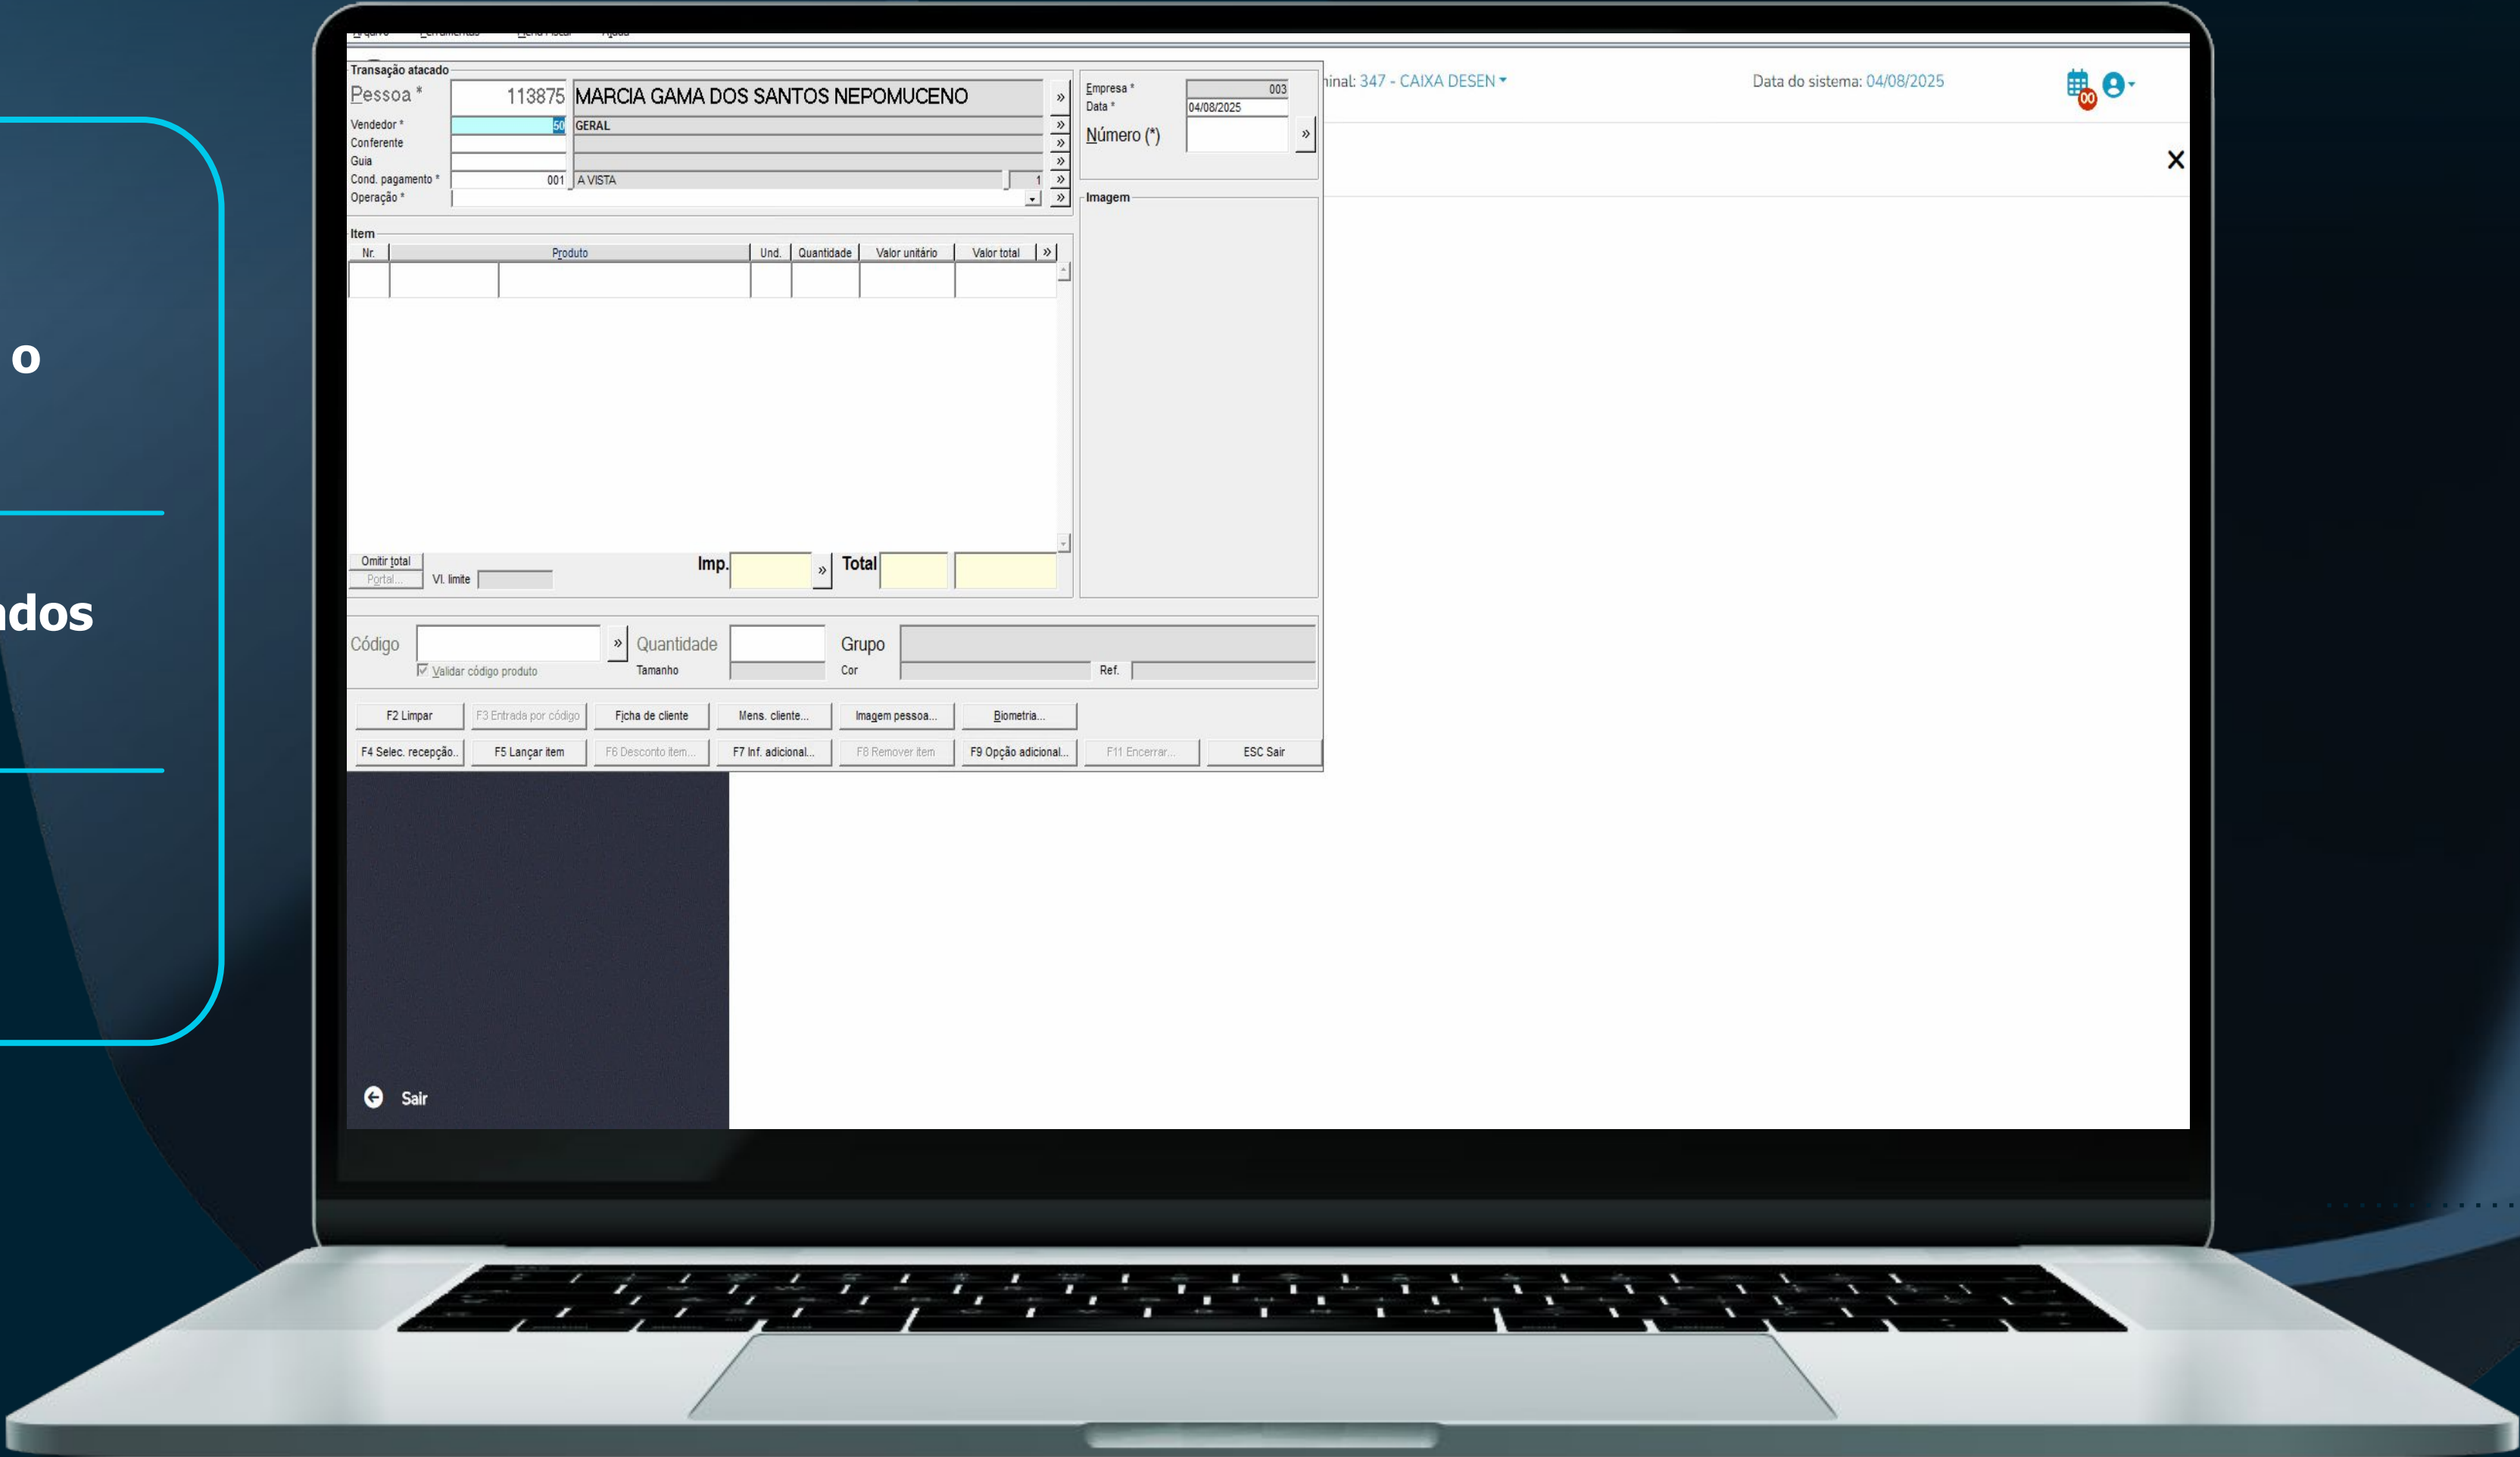 o
ados
Transação atacado
Pessoa * 113875 MARCIA GAMA DOS SANTOS NEPOMUCENO »
Vendedor * 50 GERAL »
Conferente »
Guia »
Cond. pagamento * 001 A VISTA 1 »
Operação * »
Empresa * 003
Data * 04/08/2025
Número (*) »
Imagem
inal: 347 - CAIXA DESEN
Data do sistema: 04/08/2025
00
X
Item
Nr. Produto Und. Quantidade Valor unitário Valor total »
Omitir total
Portal... Vl. limite
Imp. » Total
Código » Quantidade Grupo
Validar código produto Tamanho Cor Ref.
F2 Limpar F3 Entrada por código Ficha de cliente Mens. cliente... Imagem pessoa... Biometria...
F4 Selec. recepção.. F5 Lançar item F6 Desconto item... F7 Inf. adicional... F8 Remover item F9 Opção adicional... F11 Encerrar... ESC Sair
Sair